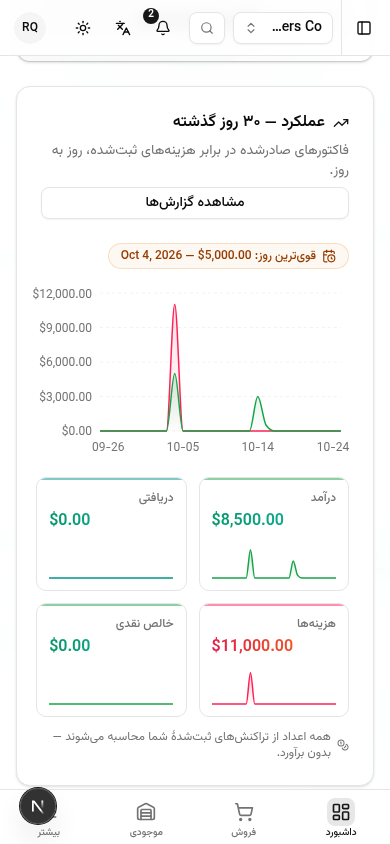 ...ers Co
2
RQ
عملکرد — ۳۰ روز گذشته
فاکتورهای صادرشده در برابر هزینه‌های ثبت‌شده، روز به
روز.
مشاهده گزارش‌ها
قوی‌ترین روز: Oct 4, 2026 — $5,000.00
$12,000.00
$9,000.00
$6,000.00
$3,000.00
$0.00
09-26 10-05 10-14 10-24
درآمد
$8,500.00
دریافتی
$0.00
هزینه‌ها
$11,000.00
خالص نقدی
$0.00
همه اعداد از تراکنش‌های ثبت‌شدهٔ شما محاسبه می‌شوند —
بدون برآورد.
داشبورد
فروش
موجودی
بیشتر
N